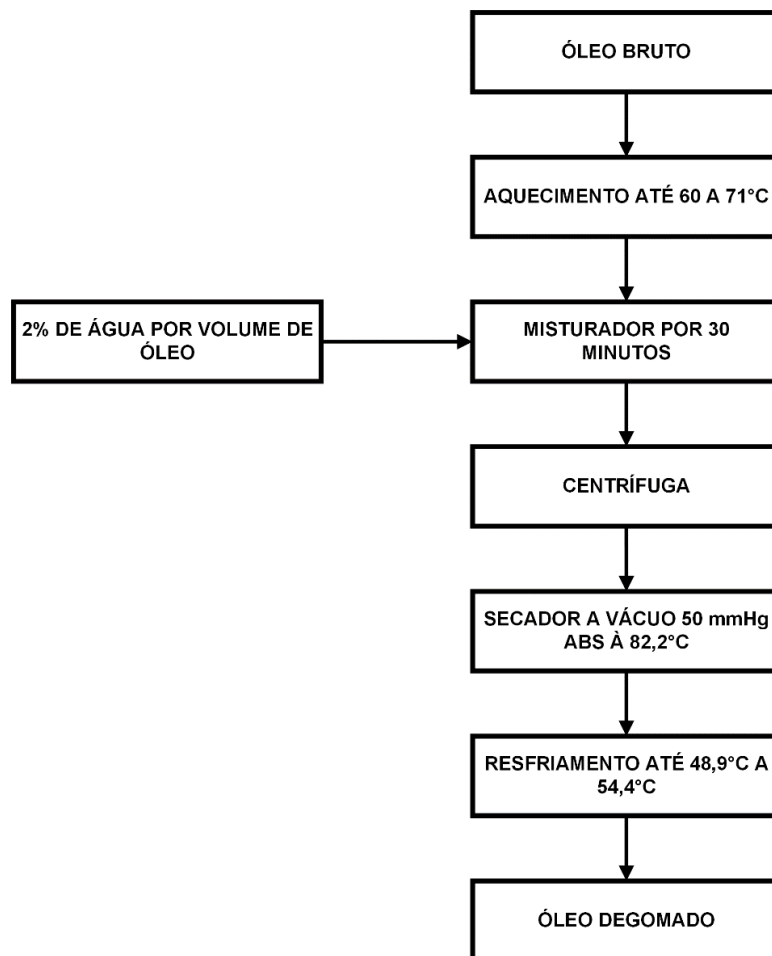 ÓLEO BRUTO
AQUECIMENTO ATÉ 60 A 71°C
2% DE ÁGUA POR VOLUME DE
ÓLEO
MISTURADOR POR 30
MINUTOS
CENTRÍFUGA
SECADOR A VÁCUO 50 mmHg
ABS À 82,2°C
RESFRIAMENTO ATÉ 48,9°C A
54,4°C
ÓLEO DEGOMADO